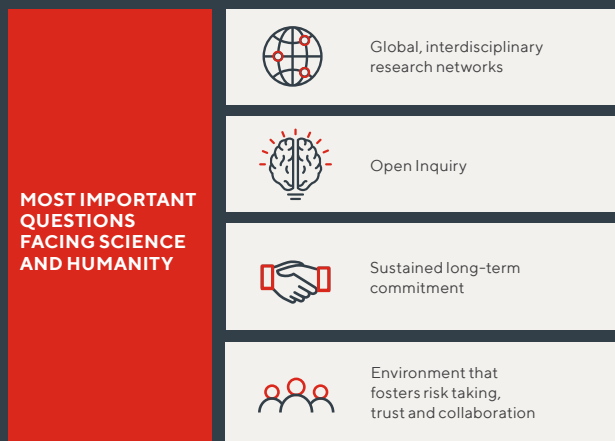 MOST IMPORTANT
QUESTIONS
FACING SCIENCE
AND HUMANITY
Global, interdisciplinary
research networks
Open Inquiry
Sustained long-term
commitment
Environment that
fosters risk taking,
trust and collaboration